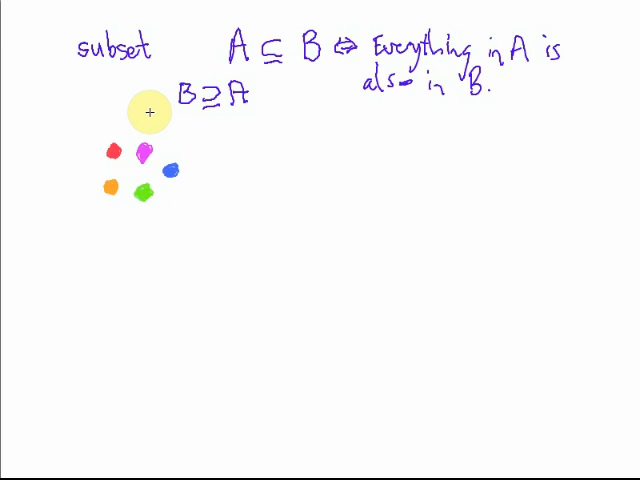 subset A ⊆ B ⇔ Everything in A is
also in B.
B ⊇ A